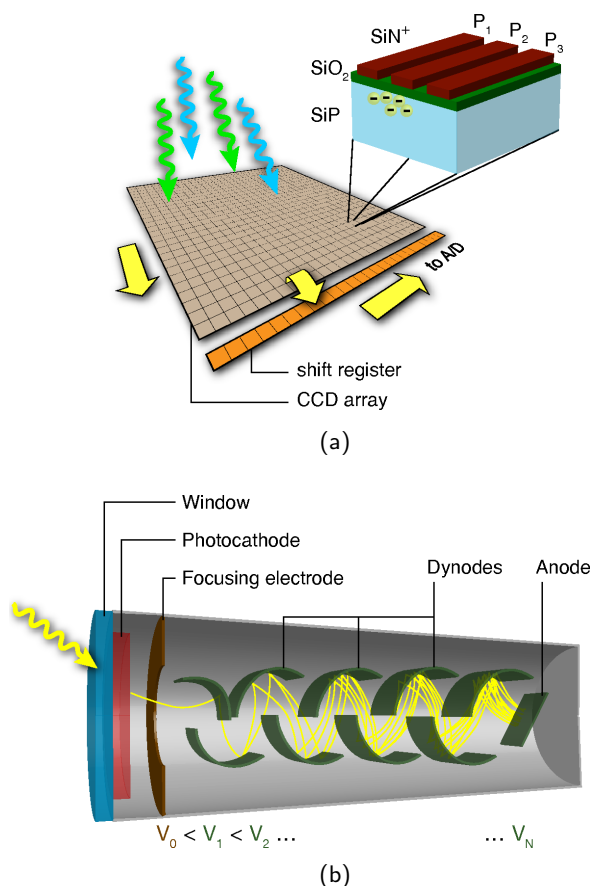 SiN⁺ P₁ P₂ P₃
SiO₂
SiP
to A/D
shift register
CCD array
(a)
Window
Photocathode
Focusing electrode
Dynodes
Anode
V₀ < V₁ < V₂ ... ... V_N
(b)